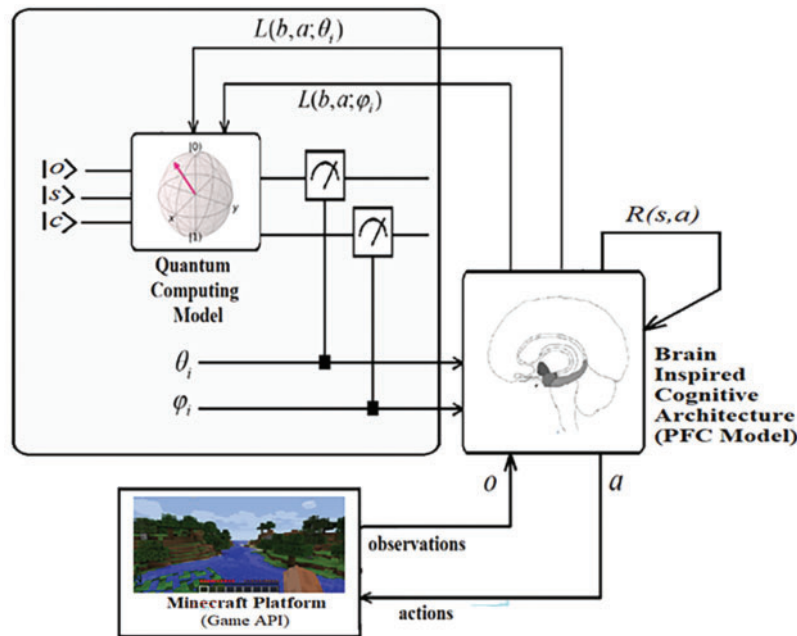 L(b,a;θᵢ)
L(b,a;φᵢ)
|o⟩
|s⟩
|c⟩
|0⟩
x
y
|1⟩
Quantum
Computing
Model
R(s,a)
θᵢ
φᵢ
Brain
Inspired
Cognitive
Architecture
(PFC Model)
o
a
observations
actions
Minecraft Platform
(Game API)